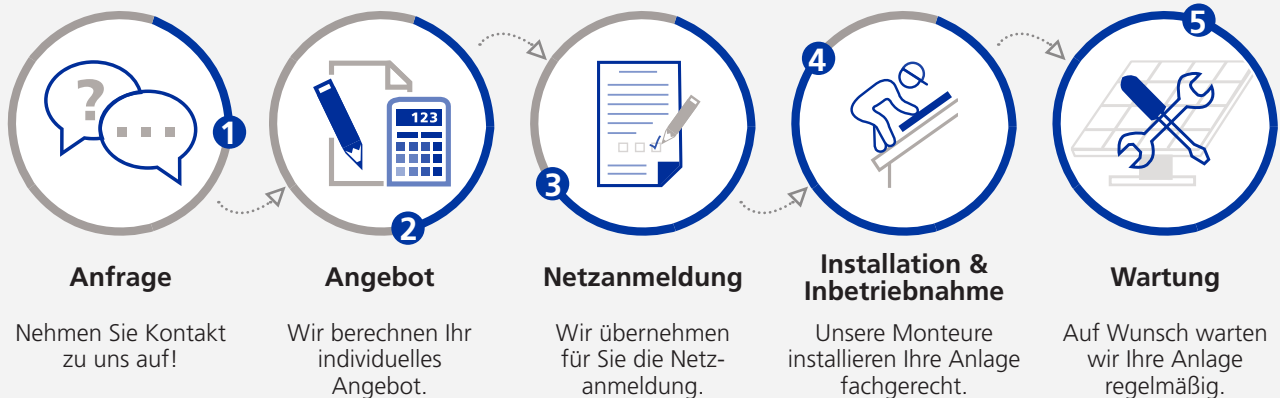 ?
...
1
123
2
3
4
5
Anfrage
Nehmen Sie Kontakt
zu uns auf!
Angebot
Wir berechnen Ihr
individuelles
Angebot.
Netzanmeldung
Wir übernehmen
für Sie die Netz-
anmeldung.
Installation &
Inbetriebnahme
Unsere Monteure
installieren Ihre Anlage
fachgerecht.
Wartung
Auf Wunsch warten
wir Ihre Anlage
regelmäßig.